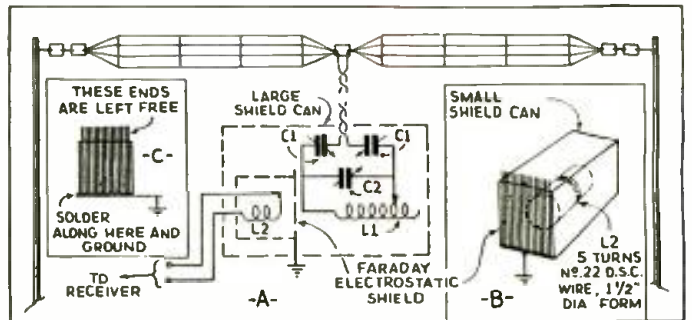 THESE ENDS
ARE LEFT FREE
-C-
SOLDER
ALONG HERE AND
GROUND
TO
RECEIVER
LARGE
SHIELD CAN
C1
C1
C2
L2
L1
-A-
FARADAY
ELECTROSTATIC
SHIELD
SMALL
SHIELD CAN
L2
5 TURNS
Nº.22 D.S.C.
WIRE, 1 1/2"
DIA FORM
-B-